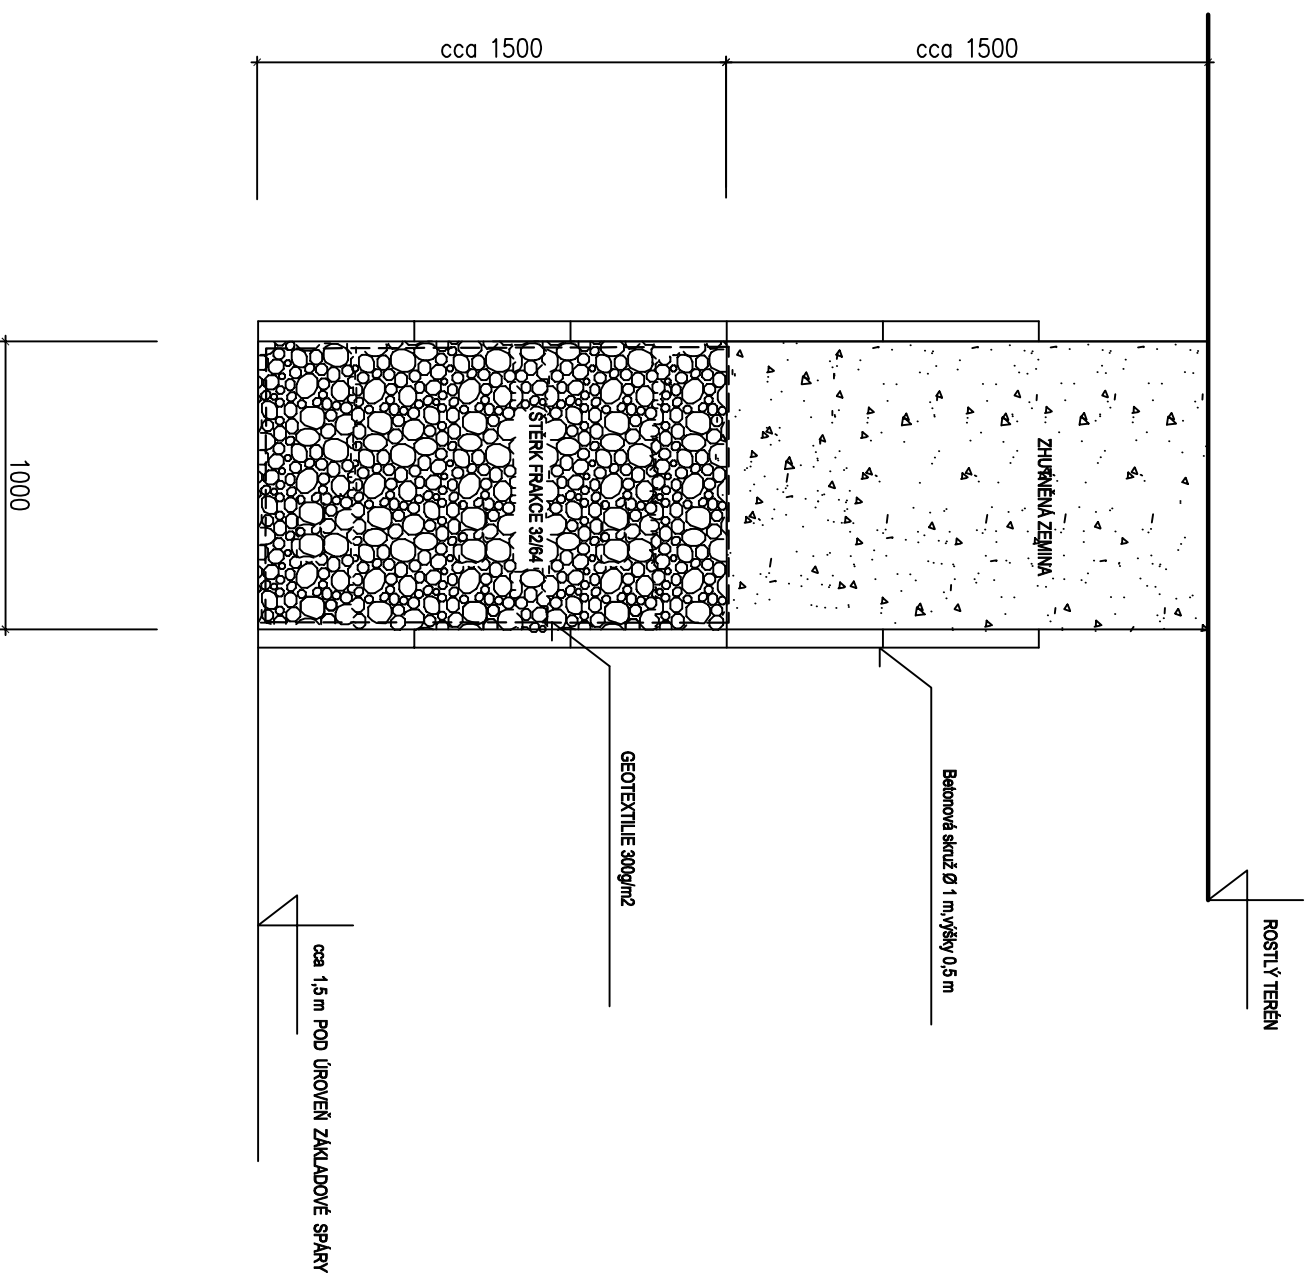 cca 1500
cca 1500
1000
ZHUTNĚNÁ ZEMINA
ŠTĚRK FRAKCE 32/64
ROSTLÝ TERÉN
Betonová skruž Ø 1 m,výšky 0,5 m
GEOTEXTILIE 300g/m2
cca 1,5 m POD ÚROVEŇ ZÁKLADOVÉ SPÁRY